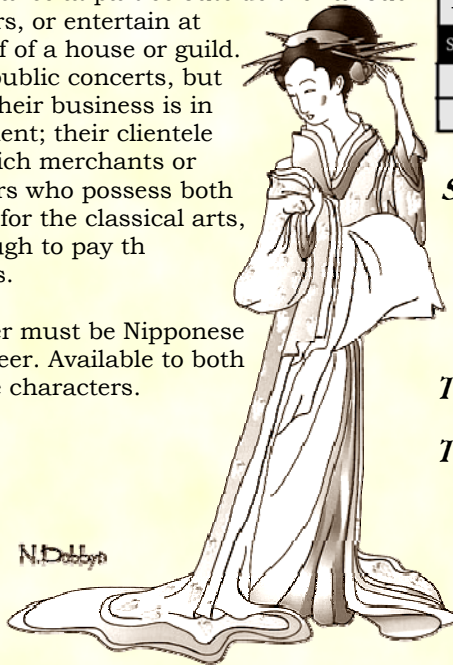 rs, or entertain at
f of a house or guild.
public concerts, but
heir business is in
ent; their clientele
ich merchants or
rs who possess both
for the classical arts,
ugh to pay th
s.
er must be Nipponese
eer. Available to both
e characters.
N.Dobbyn
S
S
T
T